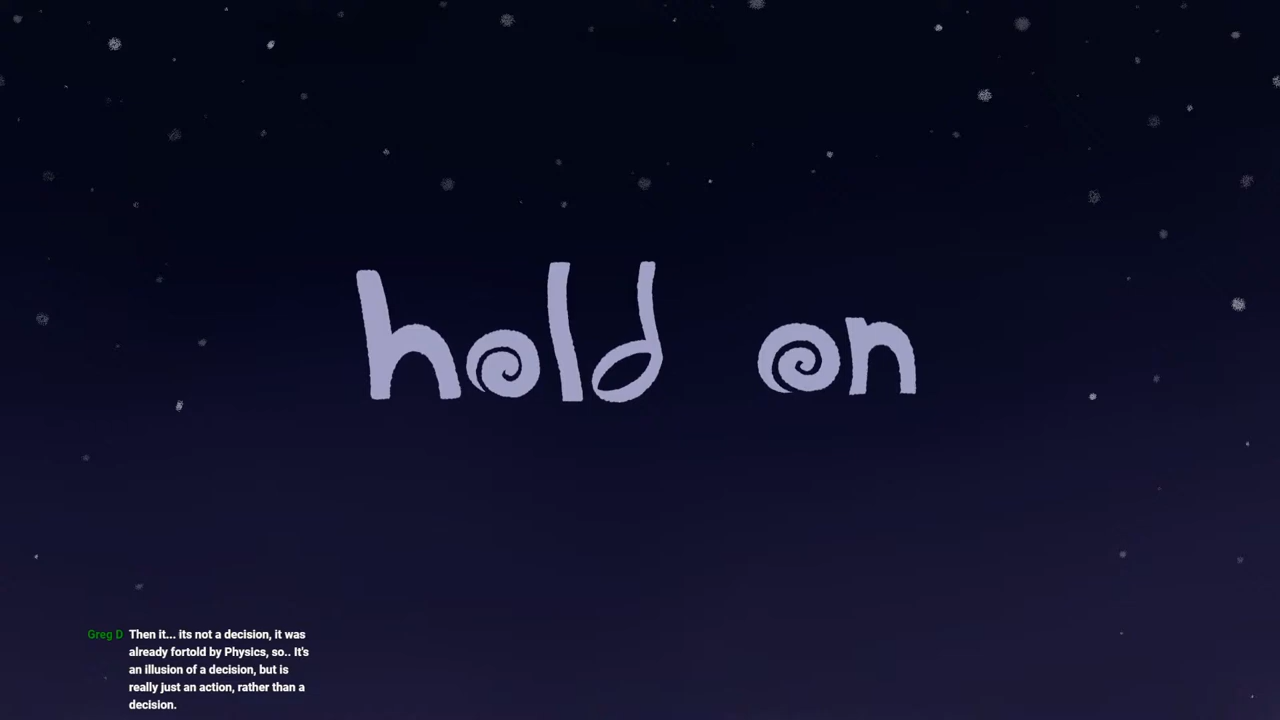 hold on
Greg D Then it... its not a decision, it was
already fortold by Physics, so.. It's
an illusion of a decision, but is
really just an action, rather than a
decision.